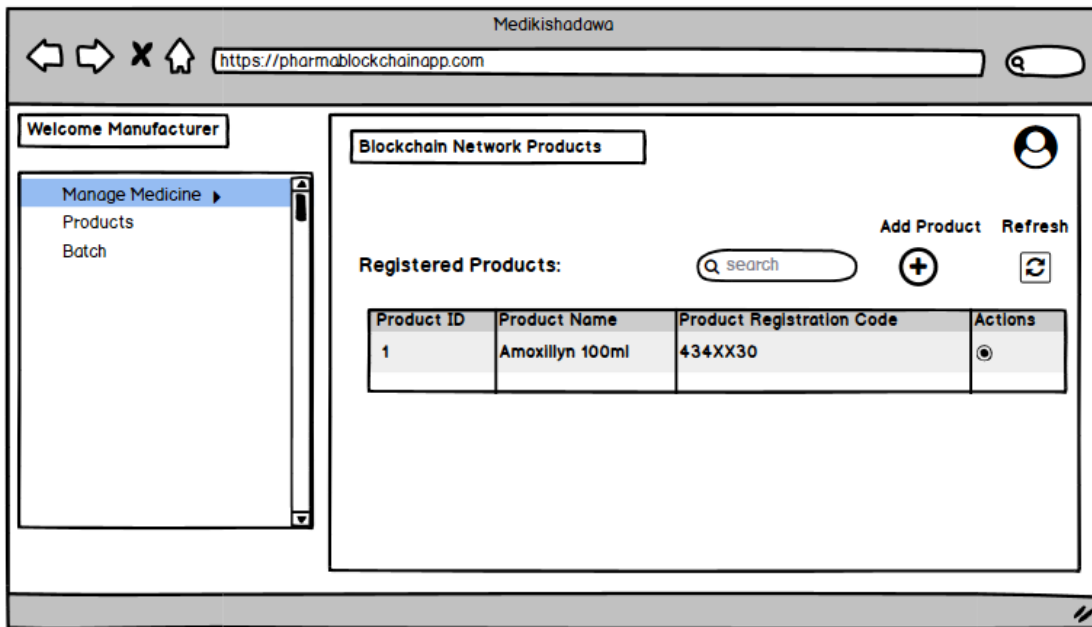 Medikishadawa
https://pharmablockchainapp.com
Welcome Manufacturer
Manage Medicine
Products
Batch
Blockchain Network Products
Add Product Refresh
Registered Products: search
Product ID Product Name Product Registration Code Actions
1 Amoxillyn 100ml 434XX30